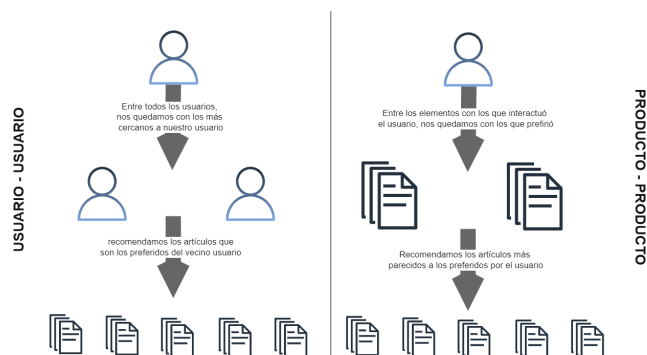 USUARIO - USUARIO
Entre todos los usuarios,
nos quedamos con los más
cercanos a nuestro usuario
recomendamos los artículos que
son los preferidos del vecino usuario
Entre los elementos con los que interactuó
el usuario, nos quedamos con los que prefirió
Recomendamos los artículos más
parecidos a los preferidos por el usuario
PRODUCTO - PRODUCTO